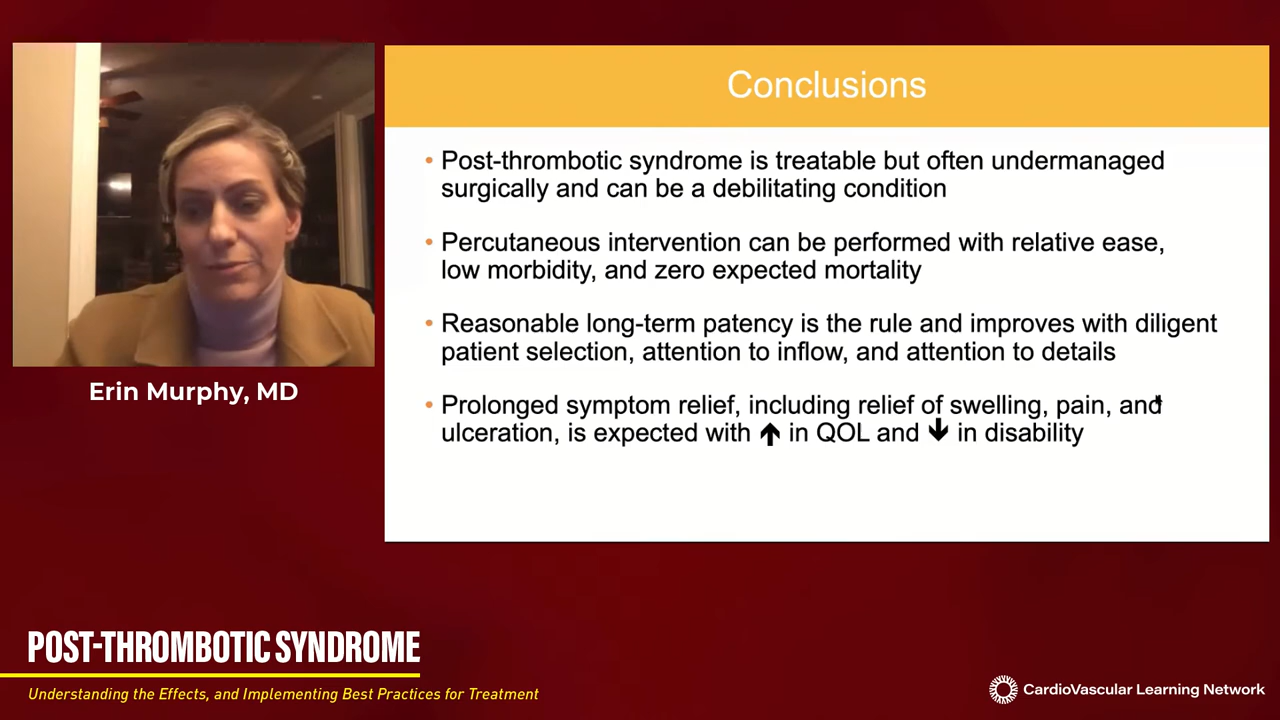 Conclusions
• Post-thrombotic syndrome is treatable but often undermanaged
surgically and can be a debilitating condition
• Percutaneous intervention can be performed with relative ease,
low morbidity, and zero expected mortality
• Reasonable long-term patency is the rule and improves with diligent
patient selection, attention to inflow, and attention to details
• Prolonged symptom relief, including relief of swelling, pain, and
ulceration, is expected with ↑ in QOL and ↓ in disability
Erin Murphy, MD
POST-THROMBOTIC SYNDROME
Understanding the Effects, and Implementing Best Practices for Treatment
CardioVascular Learning Network